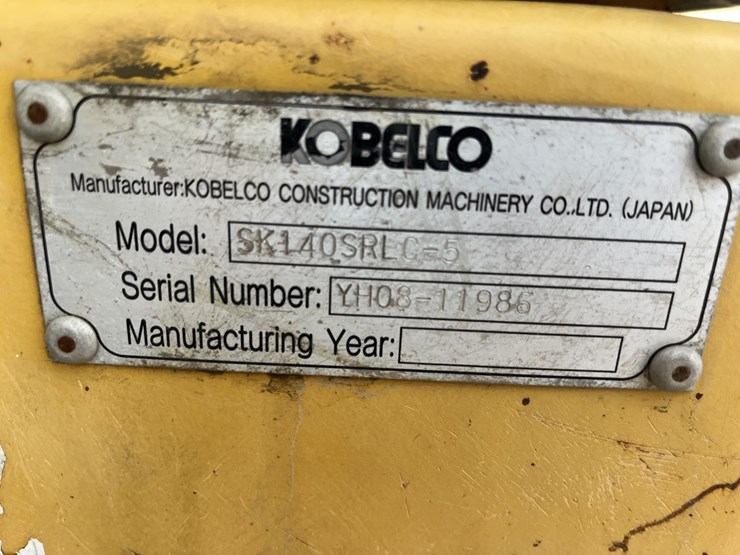 KOBELCO
Manufacturer:KOBELCO CONSTRUCTION MACHINERY CO.,LTD. (JAPAN)
Model: SK140SRLC-5
Serial Number: YH08-11986
Manufacturing Year: